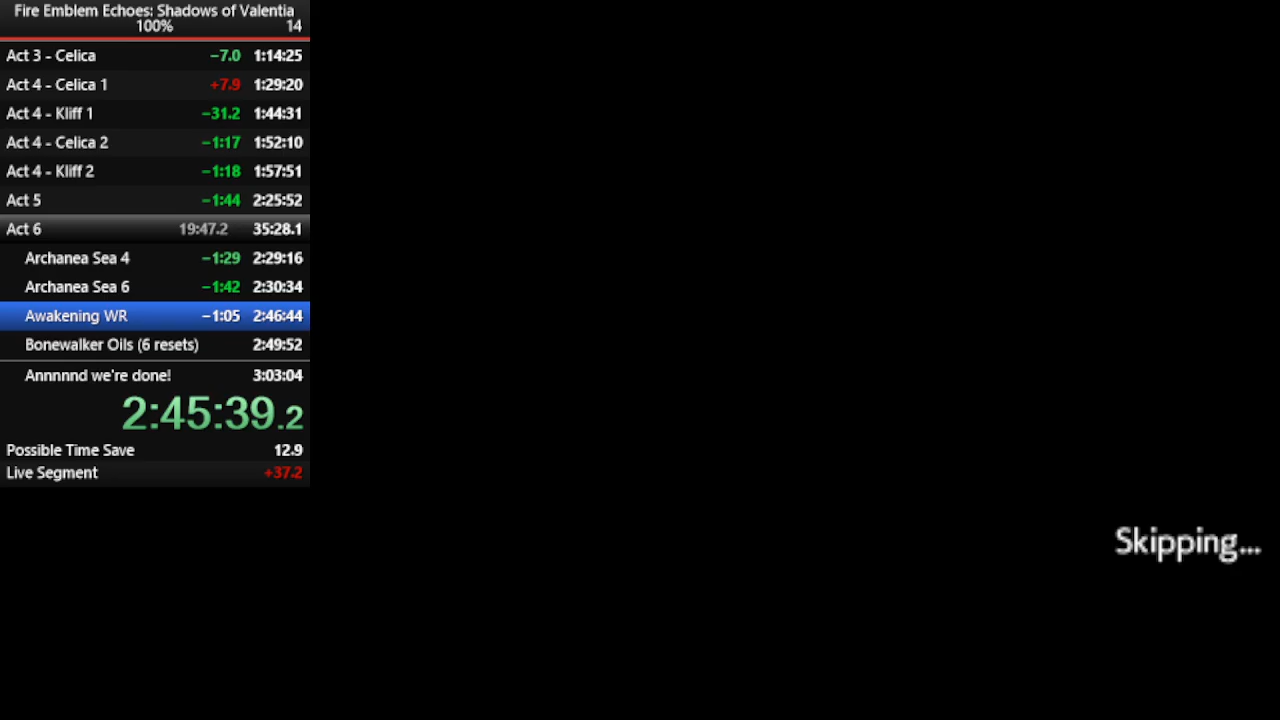 Fire Emblem Echoes: Shadows of Valentia
100% 14
Act 3 - Celica −7.0 1:14:25
Act 4 - Celica 1 +7.9 1:29:20
Act 4 - Kliff 1 −31.2 1:44:31
Act 4 - Celica 2 −1:17 1:52:10
Act 4 - Kliff 2 −1:18 1:57:51
Act 5 −1:44 2:25:52
Act 6 19:47.2 35:28.1
Archanea Sea 4 −1:29 2:29:16
Archanea Sea 6 −1:42 2:30:34
Awakening WR −1:05 2:46:44
Bonewalker Oils (6 resets) 2:49:52
Annnnnd we're done! 3:03:04
2:45:39.2
Possible Time Save 12.9
Live Segment +37.2
Skipping...